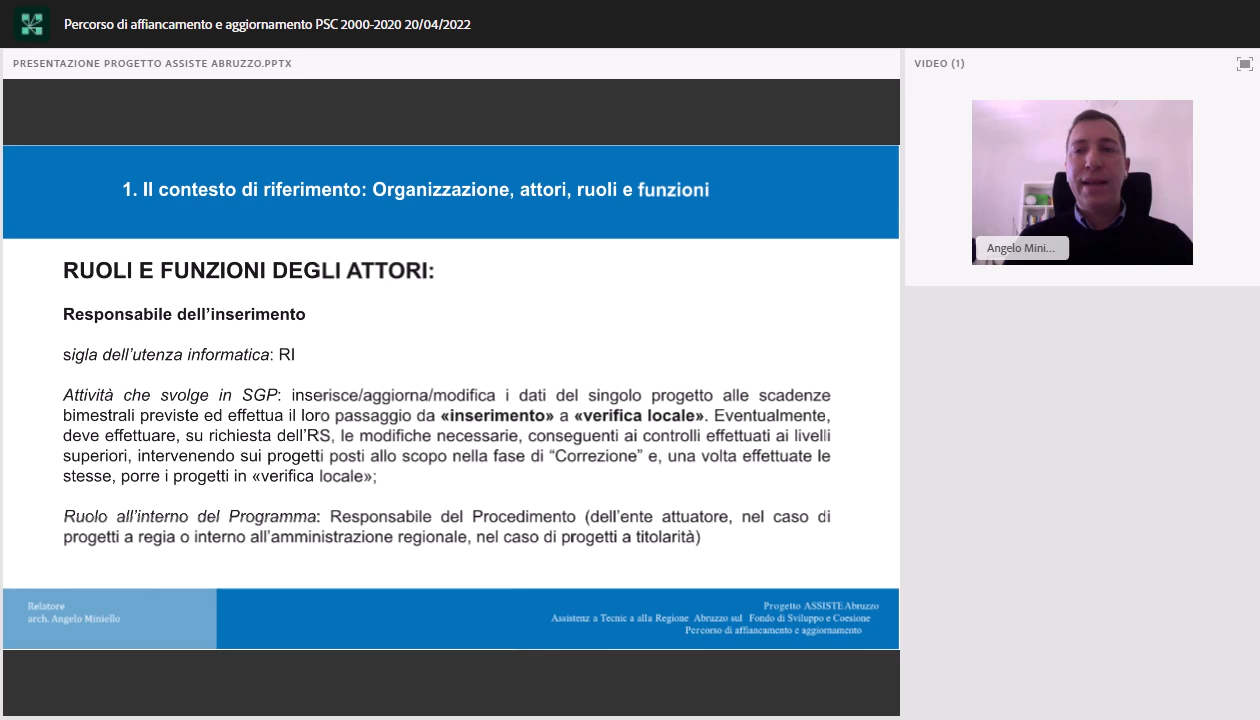 Percorso di affiancamento e aggiornamento PSC 2000-2020 20/04/2022
PRESENTAZIONE PROGETTO ASSISTE ABRUZZO.PPTX
VIDEO (1)
1. Il contesto di riferimento: Organizzazione, attori, ruoli e funzioni
RUOLI E FUNZIONI DEGLI ATTORI:
Responsabile dell’inserimento
sigla dell’utenza informatica: RI
Attività che svolge in SGP: inserisce/aggiorna/modifica i dati del singolo progetto alle scadenze
bimestrali previste ed effettua il loro passaggio da «inserimento» a «verifica locale». Eventualmente,
deve effettuare, su richiesta dell’RS, le modifiche necessarie, conseguenti ai controlli effettuati ai livelli
superiori, intervenendo sui progetti posti allo scopo nella fase di “Correzione” e, una volta effettuate le
stesse, porre i progetti in «verifica locale»;
Ruolo all’interno del Programma: Responsabile del Procedimento (dell’ente attuatore, nel caso di
progetti a regia o interno all’amministrazione regionale, nel caso di progetti a titolarità)
Relatore
arch. Angelo Miniello
Progetto ASSISTE Abruzzo
Assistenz a Tecnic a alla Regione Abruzzo sul Fondo di Sviluppo e Coesione
Percorso di affiancamento e aggiornamento
Angelo Mini...